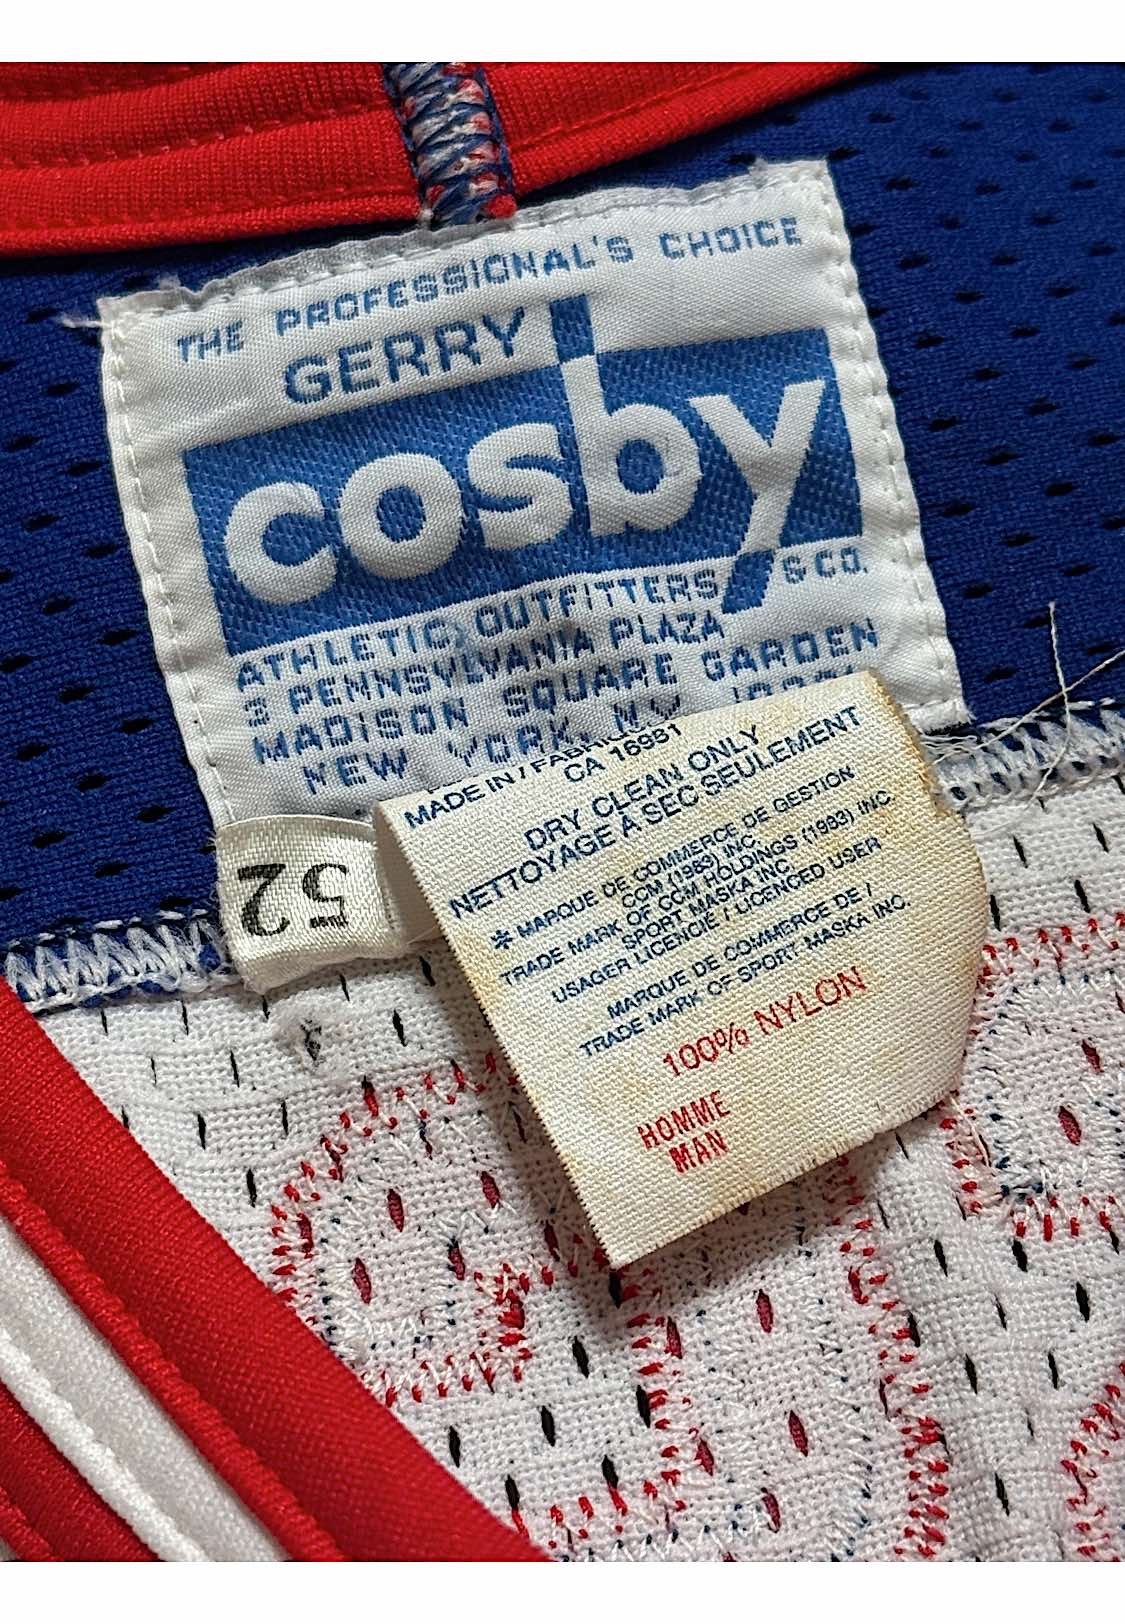 THE PROFESSIONAL'S CHOICE
GERRY
cosby
& CO.
ATHLETIC OUTFITTERS
3 PENNSYLVANIA PLAZA
MADISON SQUARE GARDEN
NEW YORK, NY
52
MADE IN /
CA 16981
DRY CLEAN ONLY
NETTOYAGE A SEC SEULEMENT
* MARQUE DE COMMERCE DE GESTION
CCM (1983) INC.
TRADE MARK OF CCM HOLDINGS (1983) INC.
SPORT MASKA INC.
USAGER LICENCIÉ / LICENCED USER
MARQUE DE COMMERCE DE /
TRADE MARK OF SPORT MASKA INC.
100% NYLON
HOMME
MAN